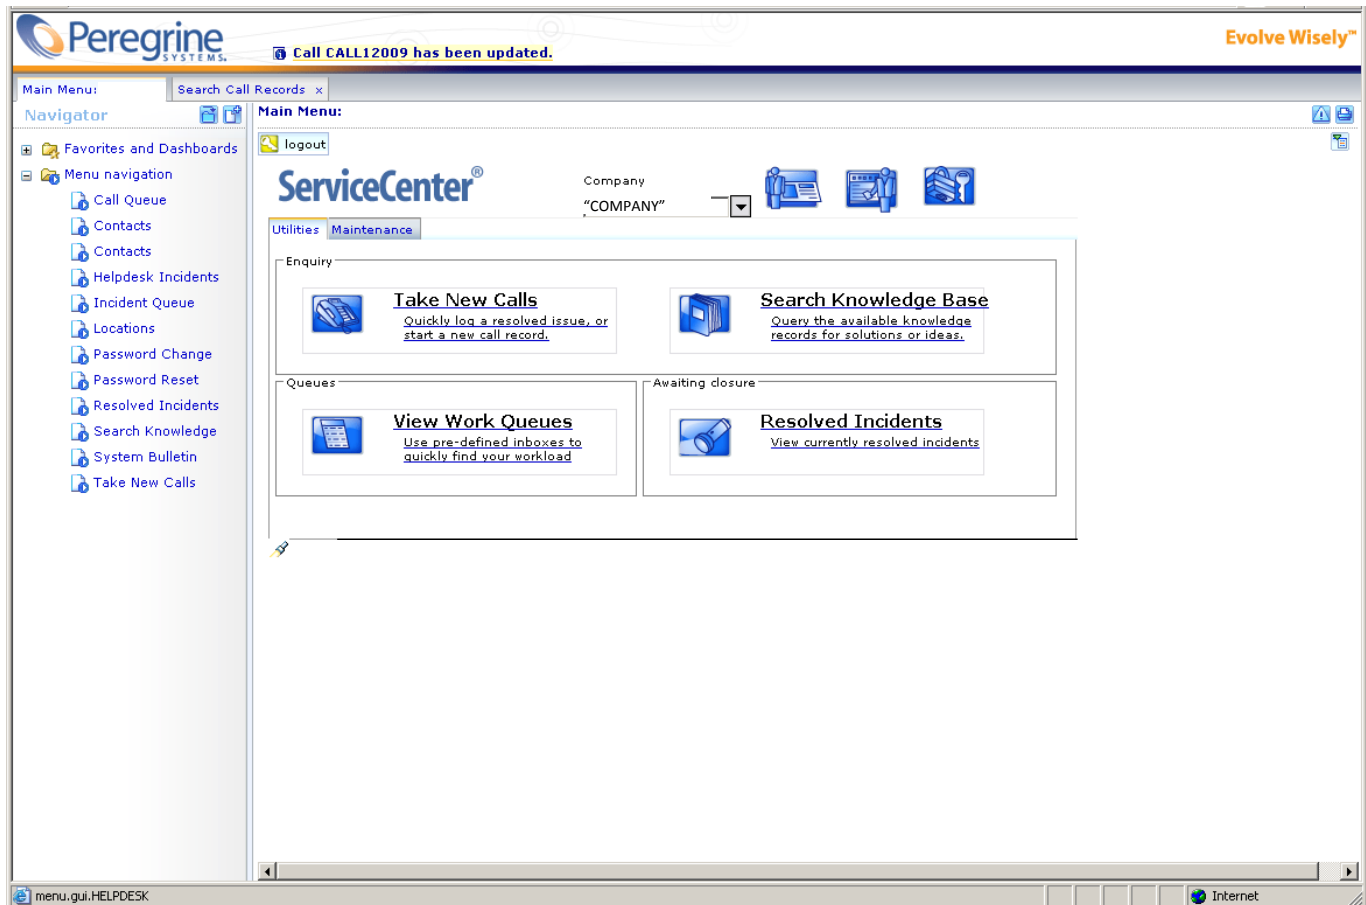 Peregrine
SYSTEMS.
Call CALL12009 has been updated.
Evolve Wisely™
Main Menu:
Search Call Records x
Navigator
Main Menu:
Favorites and Dashboards
Menu navigation
Call Queue
Contacts
Contacts
Helpdesk Incidents
Incident Queue
Locations
Password Change
Password Reset
Resolved Incidents
Search Knowledge
System Bulletin
Take New Calls
logout
ServiceCenter®
Company
“COMPANY”
Utilities
Maintenance
Enquiry
Take New Calls
Quickly log a resolved issue, or
start a new call record.
Search Knowledge Base
Query the available knowledge
records for solutions or ideas.
Queues
View Work Queues
Use pre-defined inboxes to
quickly find your workload
Awaiting closure
Resolved Incidents
View currently resolved incidents
menu.gui.HELPDESK
Internet